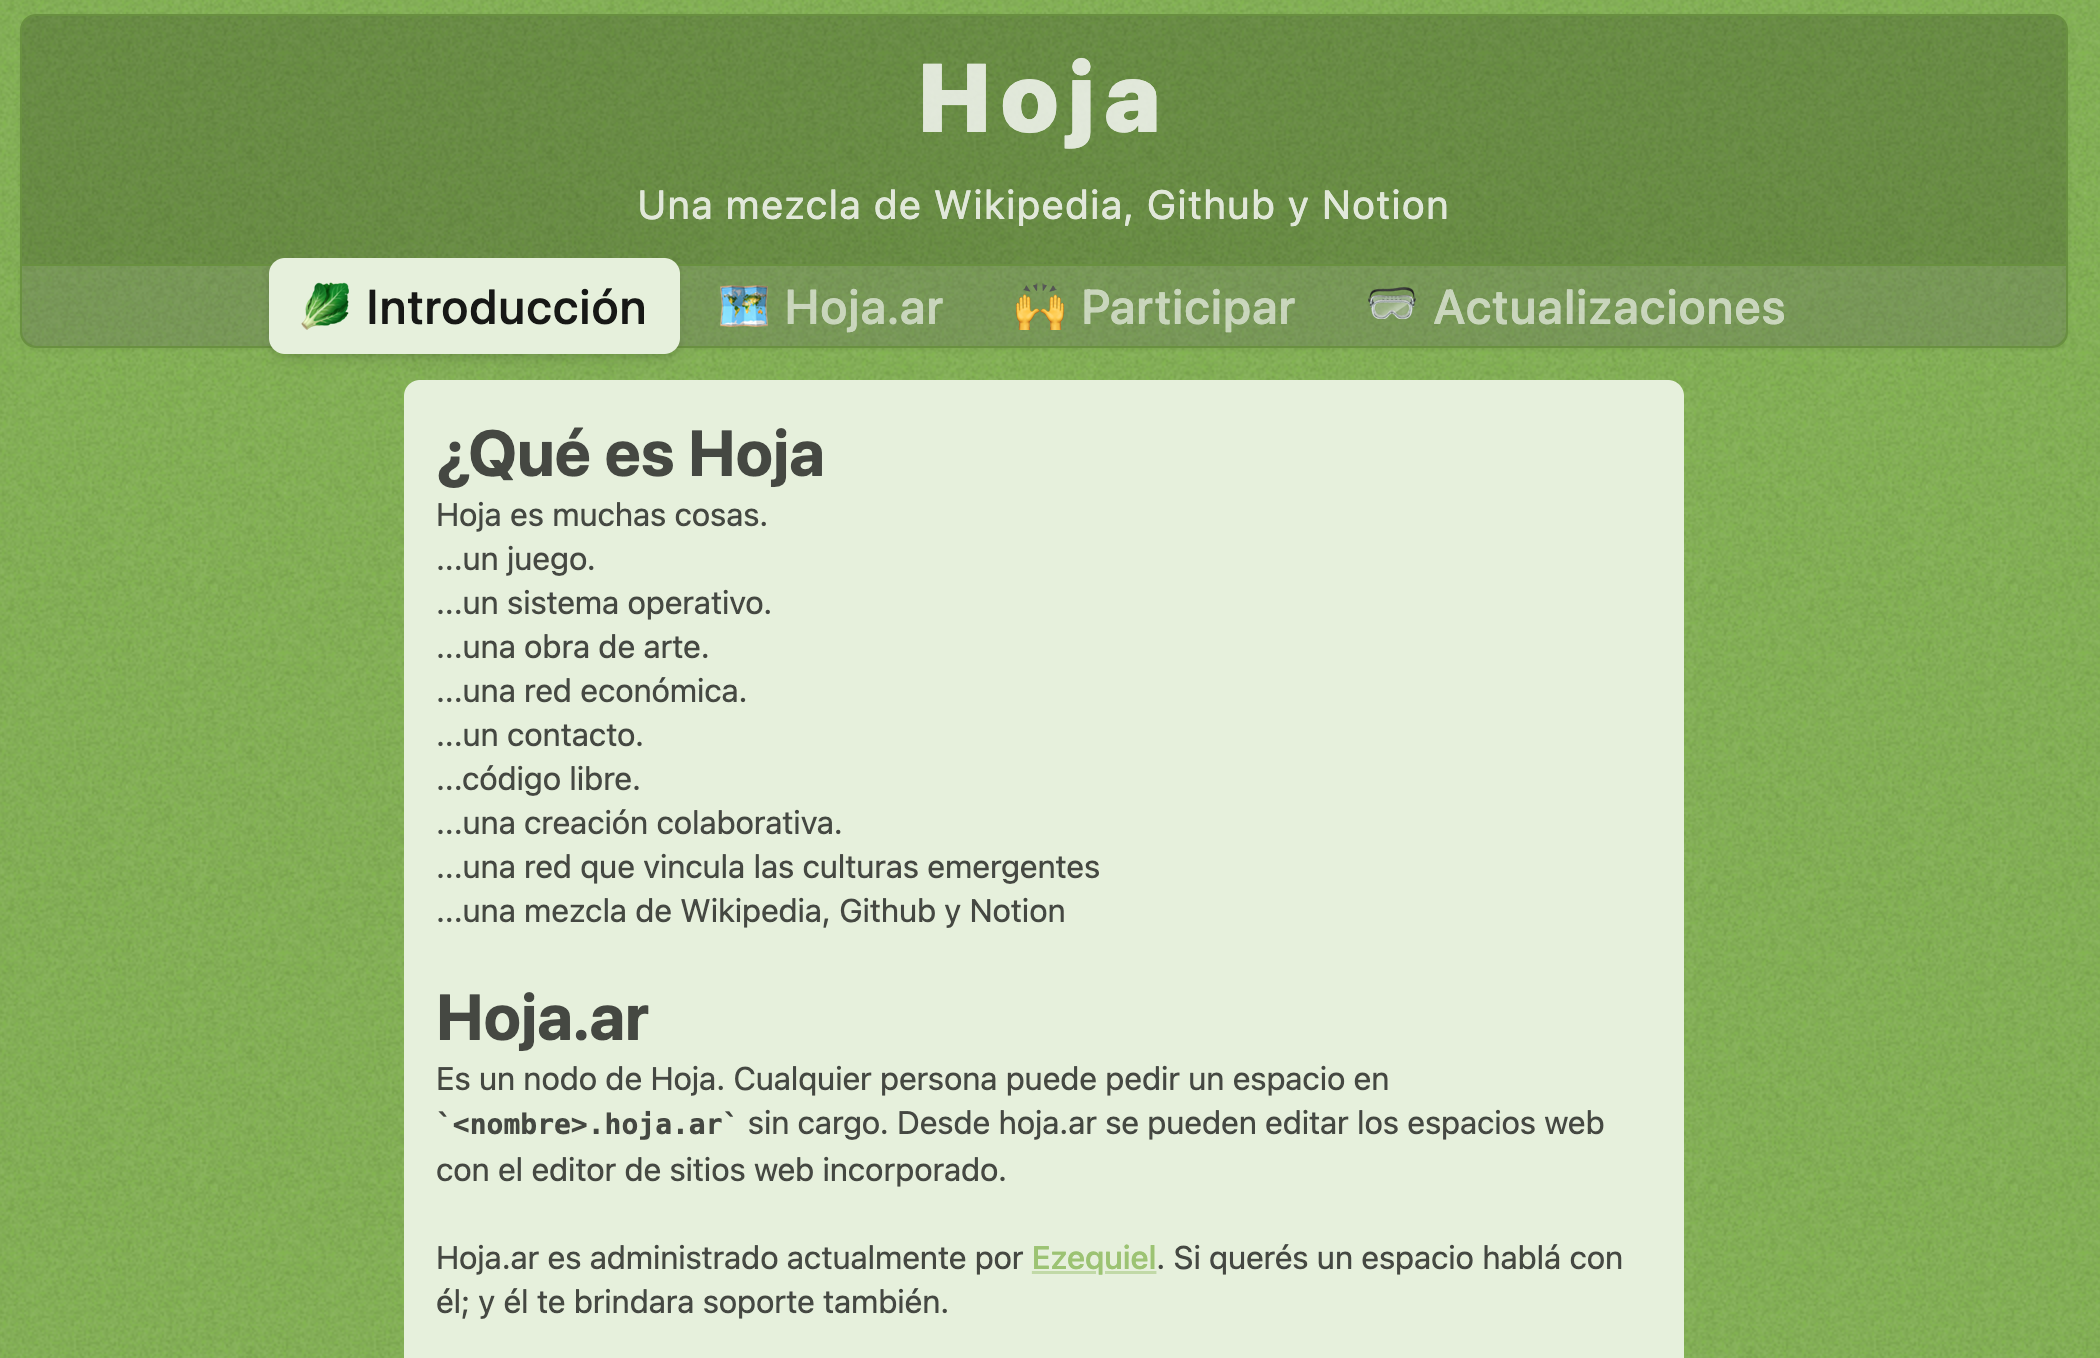 Hoja
Una mezcla de Wikipedia, Github y Notion
Introducción
Hoja.ar
Participar
Actualizaciones
¿Qué es Hoja
Hoja es muchas cosas.
...un juego.
...un sistema operativo.
...una obra de arte.
...una red económica.
...un contacto.
...código libre.
...una creación colaborativa.
...una red que vincula las culturas emergentes
...una mezcla de Wikipedia, Github y Notion
Hoja.ar
Es un nodo de Hoja. Cualquier persona puede pedir un espacio en
`<nombre>.hoja.ar` sin cargo. Desde hoja.ar se pueden editar los espacios web
con el editor de sitios web incorporado.
Hoja.ar es administrado actualmente por Ezequiel. Si querés un espacio hablá con
él; y él te brindara soporte también.